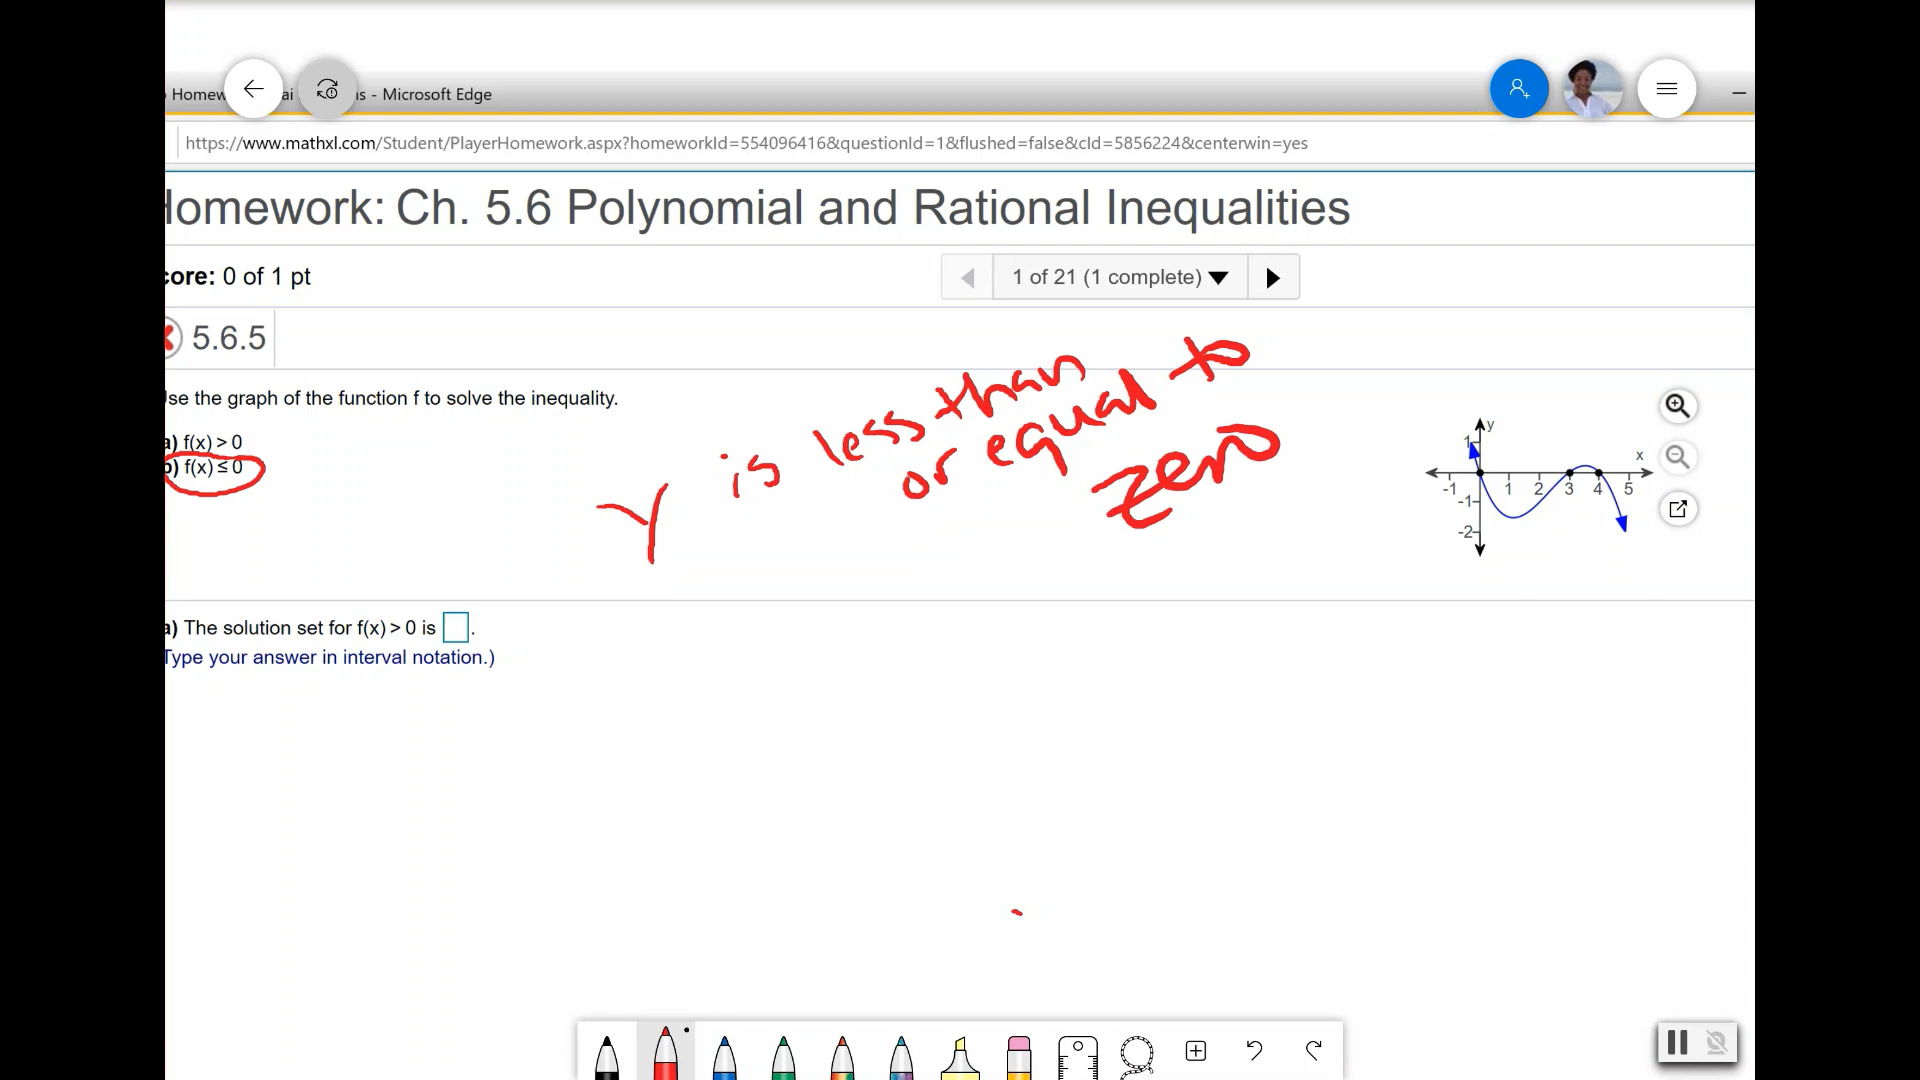 Homew ai s - Microsoft Edge
https://www.mathxl.com/Student/PlayerHomework.aspx?homeworkId=554096416&questionId=1&flushed=false&cId=5856224&centerwin=yes
Homework: Ch. 5.6 Polynomial and Rational Inequalities
core: 0 of 1 pt
1 of 21 (1 complete)
5.6.5
Use the graph of the function f to solve the inequality.
a) f(x) > 0
b) f(x) ≤ 0
Y is less than
or equal to
zero
y
1
x
-1 1 2 3 4 5
-1
-2
a) The solution set for f(x) > 0 is .
Type your answer in interval notation.)